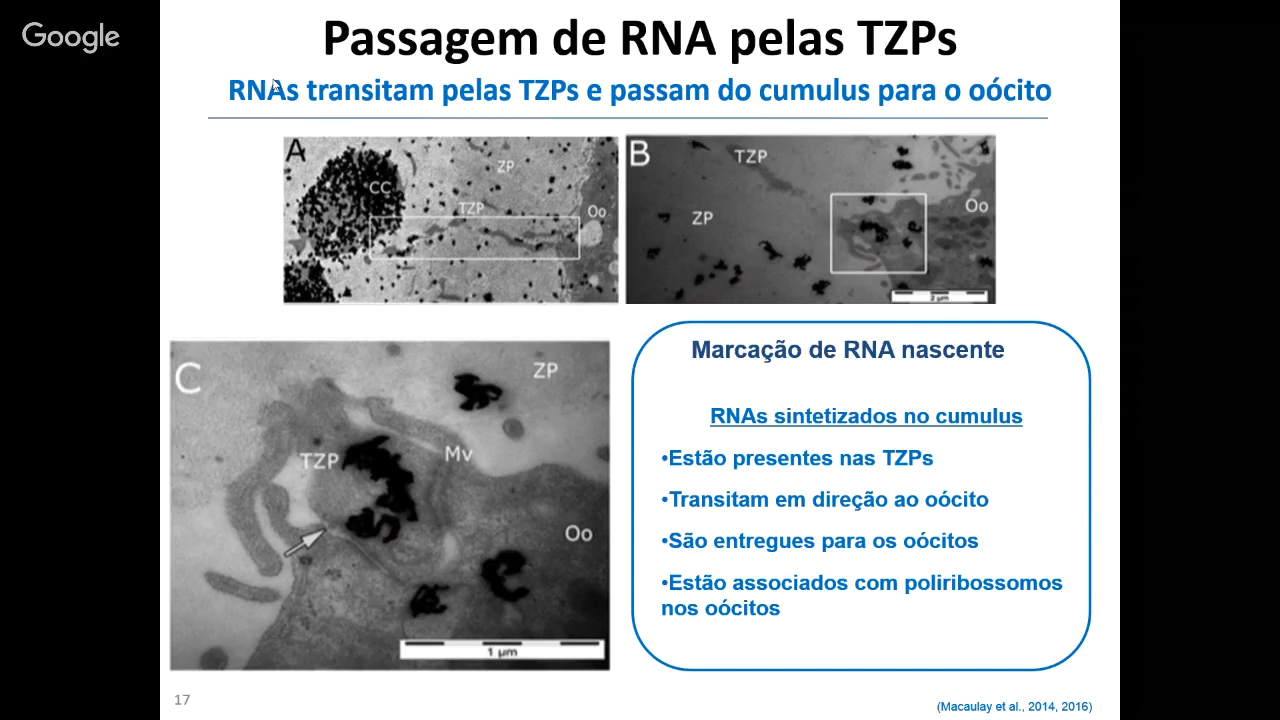 Google
Passagem de RNA pelas TZPs
RNAs transitam pelas TZPs e passam do cumulus para o oócito
A
CC
ZP
TZP
Oo
B
TZP
ZP
Oo
2 µm
C
ZP
TZP
Mv
Oo
1 µm
Marcação de RNA nascente
RNAs sintetizados no cumulus
•Estão presentes nas TZPs
•Transitam em direção ao oócito
•São entregues para os oócitos
•Estão associados com poliribossomos
nos oócitos
17
(Macaulay et al., 2014, 2016)